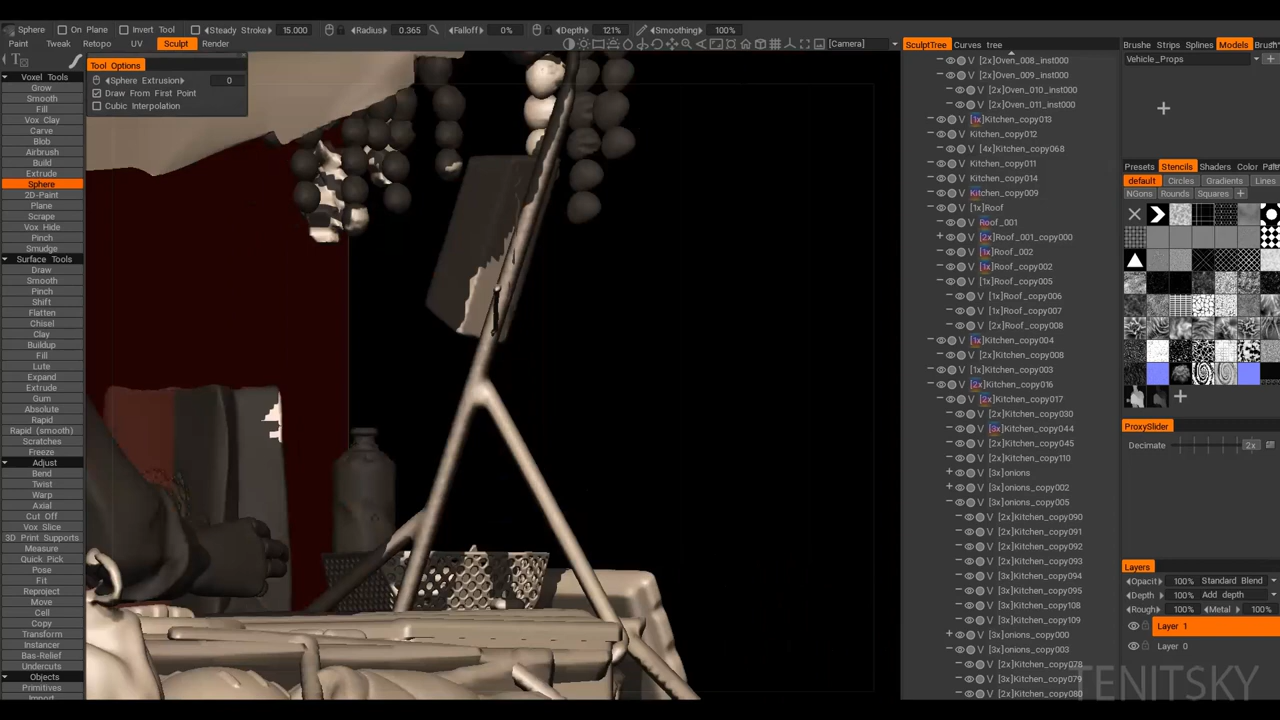 Sphere On Plane Invert Tool Steady Stroke 15.000 Radius 0.365 Falloff 0% Depth 121% Smoothing 100%
Paint Tweak Retopo UV Sculpt Render [Camera]
Tool Options
Sphere Extrusion 0
Draw From First Point
Cubic Interpolation
Voxel Tools
Grow
Smooth
Fill
Vox Clay
Carve
Blob
Airbrush
Build
Extrude
Sphere
2D-Paint
Plane
Scrape
Vox Hide
Pinch
Smudge
Surface Tools
Draw
Smooth
Pinch
Shift
Flatten
Chisel
Clay
Buildup
Fill
Lute
Expand
Extrude
Gum
Absolute
Rapid
Rapid (smooth)
Scratches
Freeze
Adjust
Bend
Twist
Warp
Axial
Cut Off
Vox Slice
3D Print Supports
Measure
Quick Pick
Pose
Fit
Reproject
Move
Cell
Copy
Transform
Instancer
Bas-Relief
Undercuts
Objects
Primitives
Import
SculptTree Curves tree
[2x]Oven_008_inst000
[2x]Oven_009_inst000
[2x]Oven_010_inst000
[2x]Oven_011_inst000
[1x]Kitchen_copy013
Kitchen_copy012
[4x]Kitchen_copy068
Kitchen_copy011
Kitchen_copy014
Kitchen_copy009
[1x]Roof
Roof_001
[2x]Roof_001_copy000
[1x]Roof_002
[1x]Roof_copy002
[1x]Roof_copy005
[1x]Roof_copy006
[1x]Roof_copy007
[2x]Roof_copy008
[1x]Kitchen_copy004
[2x]Kitchen_copy008
[1x]Kitchen_copy003
[2x]Kitchen_copy016
[2x]Kitchen_copy017
[2x]Kitchen_copy030
[3x]Kitchen_copy044
[2x]Kitchen_copy045
[2x]Kitchen_copy110
[3x]onions
[3x]onions_copy002
[3x]onions_copy005
[2x]Kitchen_copy090
[2x]Kitchen_copy091
[2x]Kitchen_copy092
[2x]Kitchen_copy093
[3x]Kitchen_copy094
[3x]Kitchen_copy095
[3x]Kitchen_copy108
[3x]Kitchen_copy109
[3x]onions_copy000
[3x]onions_copy003
[2x]Kitchen_copy078
[3x]Kitchen_copy079
[3x]Kitchen_copy080
Brushe Strips Splines Models Brush
Vehicle_Props
Presets Stencils Shaders Color Pale
default Circles Gradients Lines
NGons Rounds Squares
ProxySlider
Decimate 2x
Layers
Opacit 100% Standard Blend
Depth 100% Add depth
Rough 100% Metal 100%
Layer 1
Layer 0
TENITSKY